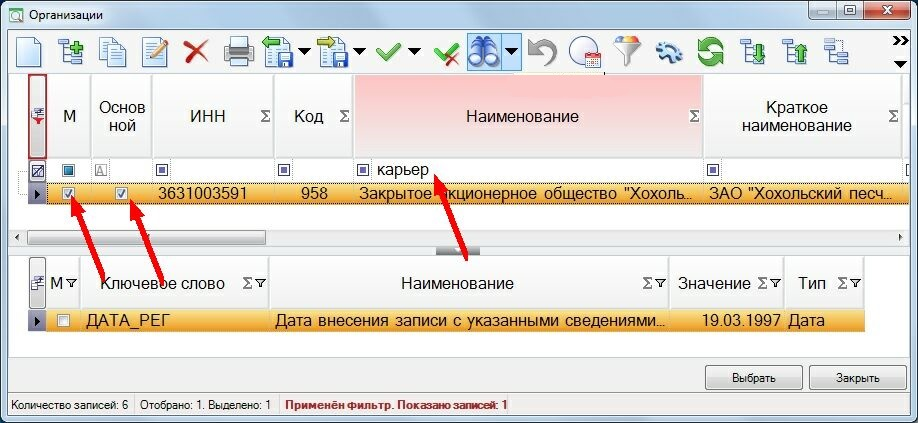 Организации
М
Основ
ной
ИНН
Код
Наименование
Краткое
наименование
карьер
3631003591
958
Закрытое акционерное общество "Хохоль...
ЗАО "Хохольский песч...
М
Ключевое слово
Наименование
Значение
Тип
ДАТА_РЕГ
Дата внесения записи с указанными сведениями...
19.03.1997
Дата
Выбрать
Закрыть
Количество записей: 6
Отобрано: 1. Выделено: 1
Применён фильтр. Показано записей: 1